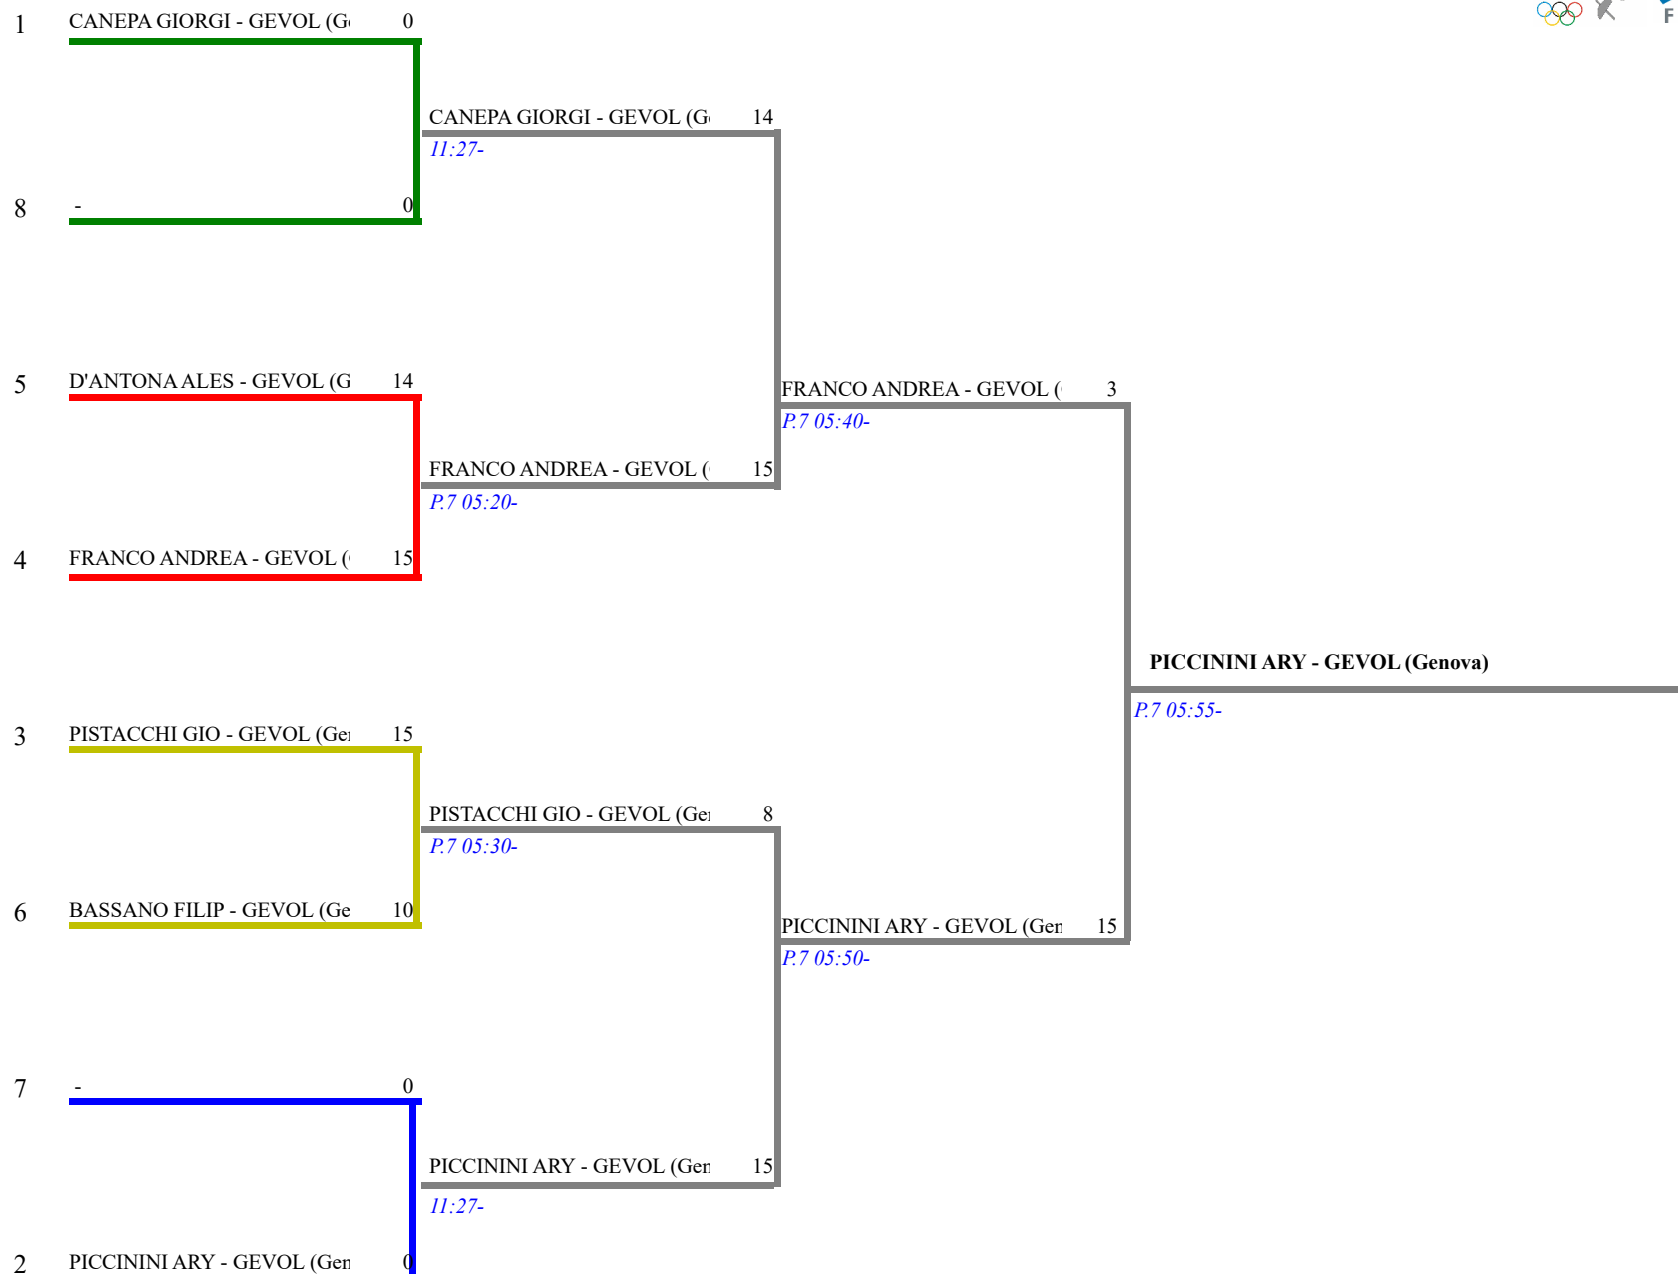 1 CANEPA GIORGI - GEVOL (G 0
CANEPA GIORGI - GEVOL (G 14
11:27-
8 - 0
5 D'ANTONA ALES - GEVOL (G 14
FRANCO ANDREA - GEVOL ( 3
P.7 05:40-
FRANCO ANDREA - GEVOL ( 15
P.7 05:20-
4 FRANCO ANDREA - GEVOL ( 15
PICCININI ARY - GEVOL (Genova)
P.7 05:55-
3 PISTACCHI GIO - GEVOL (Ge 15
PISTACCHI GIO - GEVOL (Ge 8
P.7 05:30-
6 BASSANO FILIP - GEVOL (Ge 10
PICCININI ARY - GEVOL (Gen 15
P.7 05:50-
7 - 0
PICCININI ARY - GEVOL (Gen 15
11:27-
2 PICCININI ARY - GEVOL (Gen 0
F